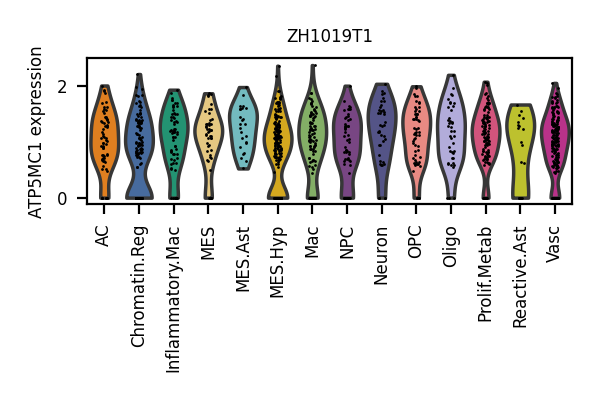 ZH1019T1
ATP5MC1 expression
2
0
AC
Chromatin.Reg
Inflammatory.Mac
MES
MES.Ast
MES.Hyp
Mac
NPC
Neuron
OPC
Oligo
Prolif.Metab
Reactive.Ast
Vasc